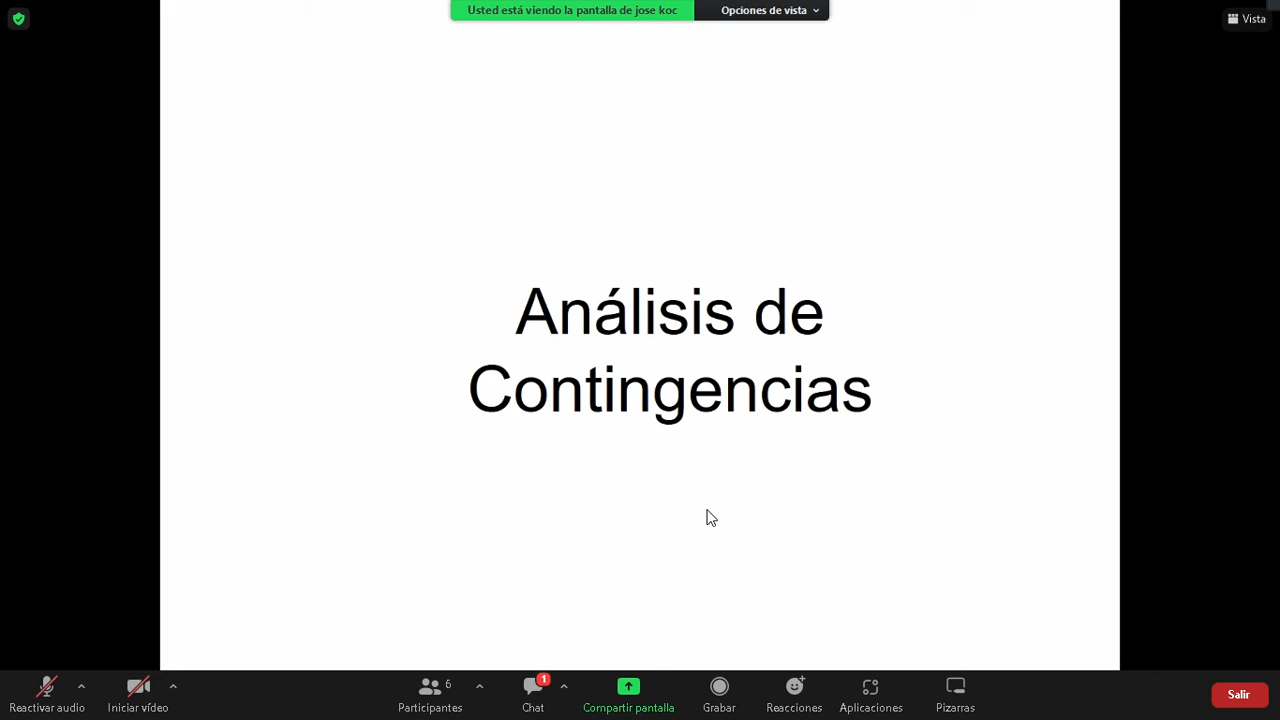 Usted está viendo la pantalla de jose koc
Opciones de vista
Vista
Análisis de
Contingencias
Reactivar audio
Iniciar vídeo
6
Participantes
1
Chat
Compartir pantalla
Grabar
Reacciones
Aplicaciones
Pizarras
Salir